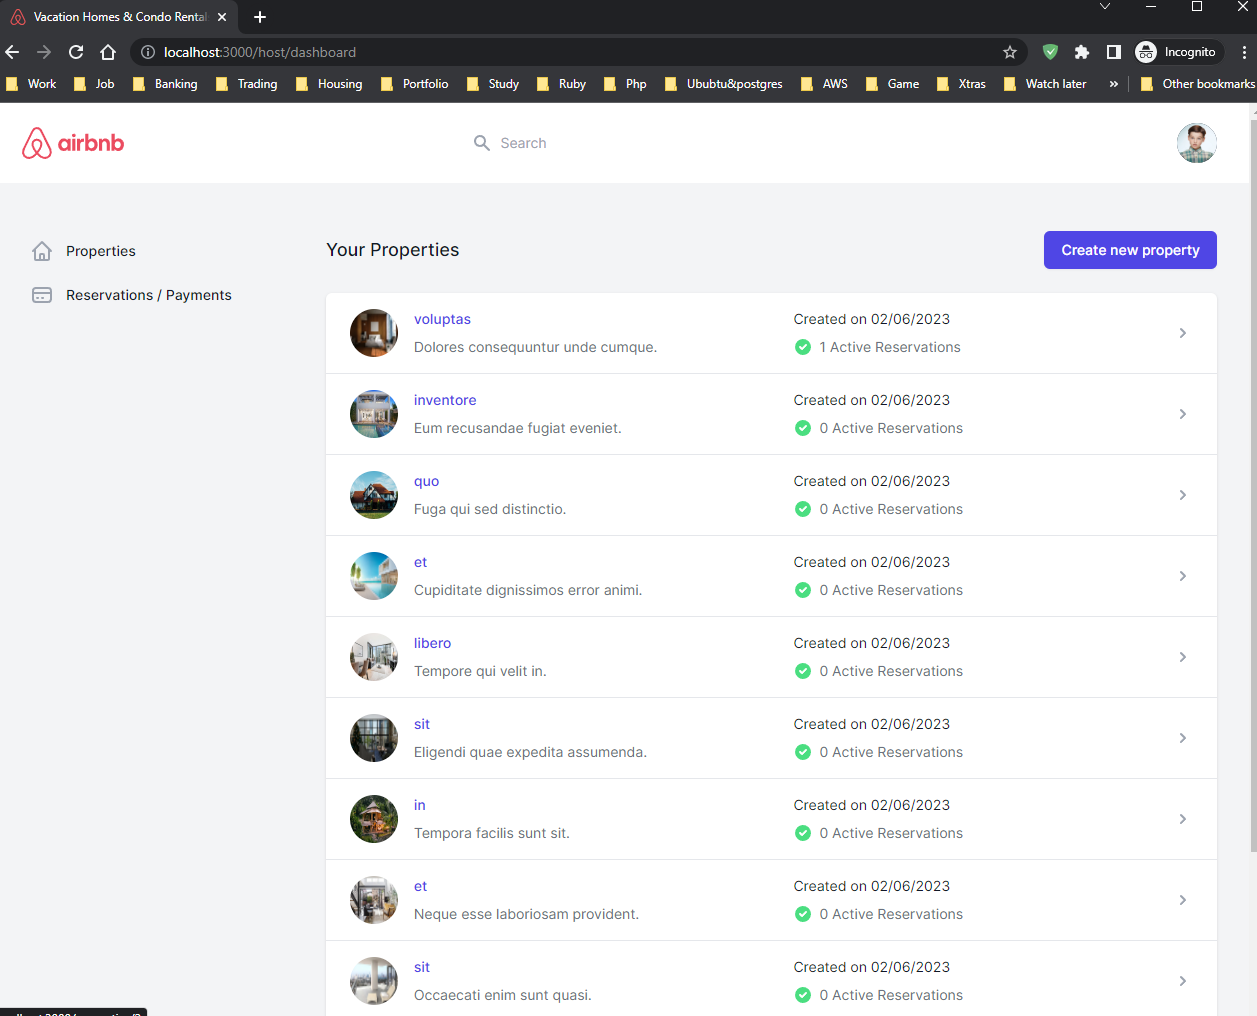 Vacation Homes & Condo Rental
localhost:3000/host/dashboard
Incognito
Work Job Banking Trading Housing Portfolio Study Ruby Php Ububtu&postgres AWS Game Xtras Watch later » Other bookmarks
airbnb
Search
Properties
Reservations / Payments
Your Properties
Create new property
voluptas
Created on 02/06/2023
Dolores consequuntur unde cumque.
1 Active Reservations
inventore
Created on 02/06/2023
Eum recusandae fugiat eveniet.
0 Active Reservations
quo
Created on 02/06/2023
Fuga qui sed distinctio.
0 Active Reservations
et
Created on 02/06/2023
Cupiditate dignissimos error animi.
0 Active Reservations
libero
Created on 02/06/2023
Tempore qui velit in.
0 Active Reservations
sit
Created on 02/06/2023
Eligendi quae expedita assumenda.
0 Active Reservations
in
Created on 02/06/2023
Tempora facilis sunt sit.
0 Active Reservations
et
Created on 02/06/2023
Neque esse laboriosam provident.
0 Active Reservations
sit
Created on 02/06/2023
Occaecati enim sunt quasi.
0 Active Reservations